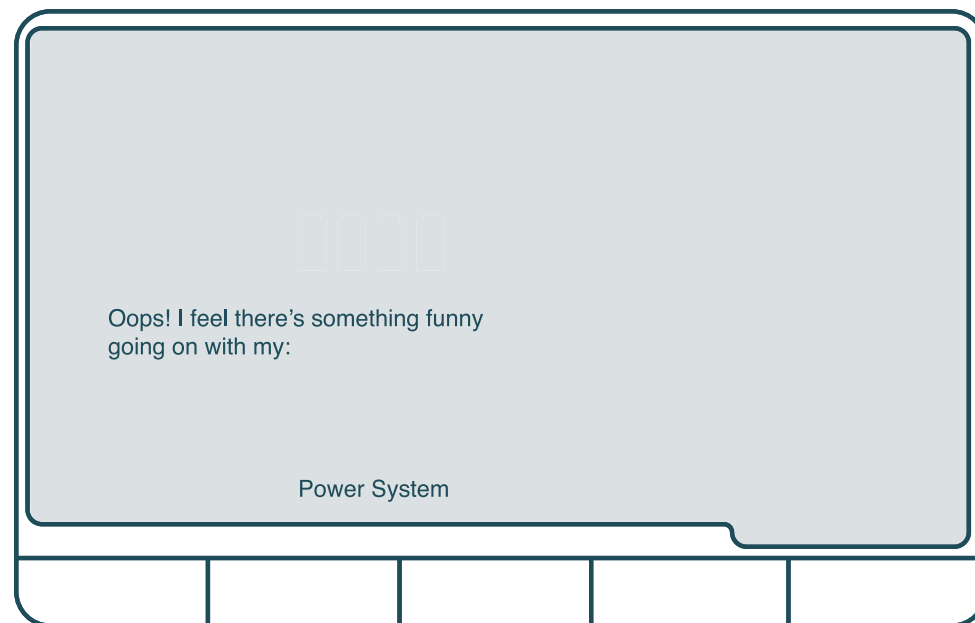 Oops! I feel there’s something funny
going on with my:
Power System